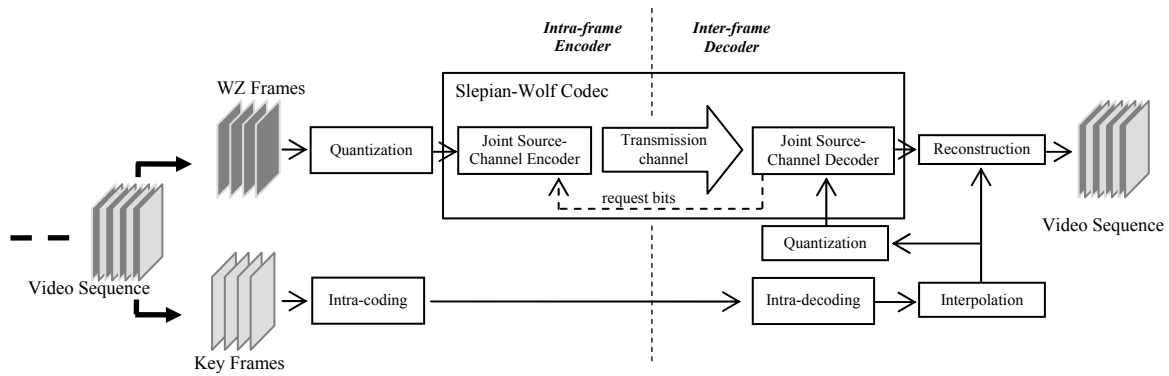 Intra-frame
Encoder
Inter-frame
Decoder
WZ Frames
Slepian-Wolf Codec
Quantization
Joint Source-
Channel Encoder
Transmission
channel
Joint Source-
Channel Decoder
Reconstruction
request bits
Video Sequence
Quantization
Video Sequence
Intra-coding
Intra-decoding
Interpolation
Key Frames